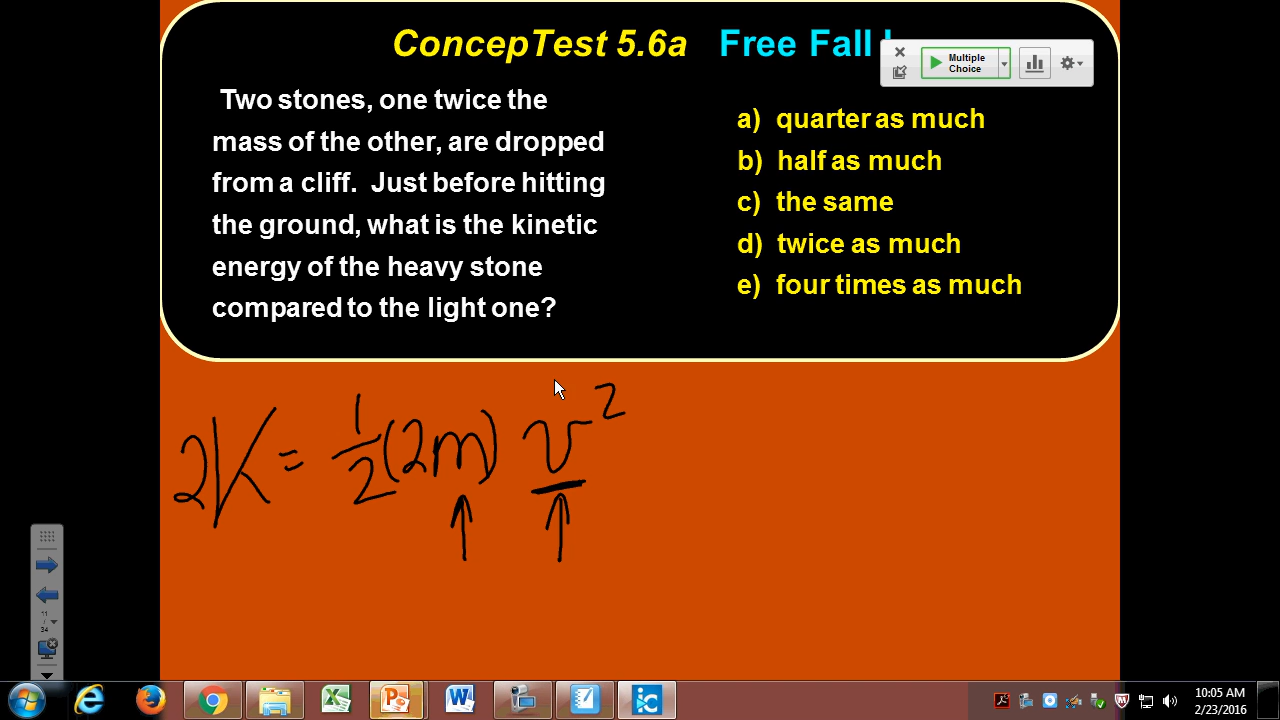 ConcepTest 5.6a Free Fall I
Multiple
Choice
Two stones, one twice the
mass of the other, are dropped
from a cliff. Just before hitting
the ground, what is the kinetic
energy of the heavy stone
compared to the light one?
a) quarter as much
b) half as much
c) the same
d) twice as much
e) four times as much
2K = 1/2 (2m) v²
11
/
34
10:05 AM
2/23/2016